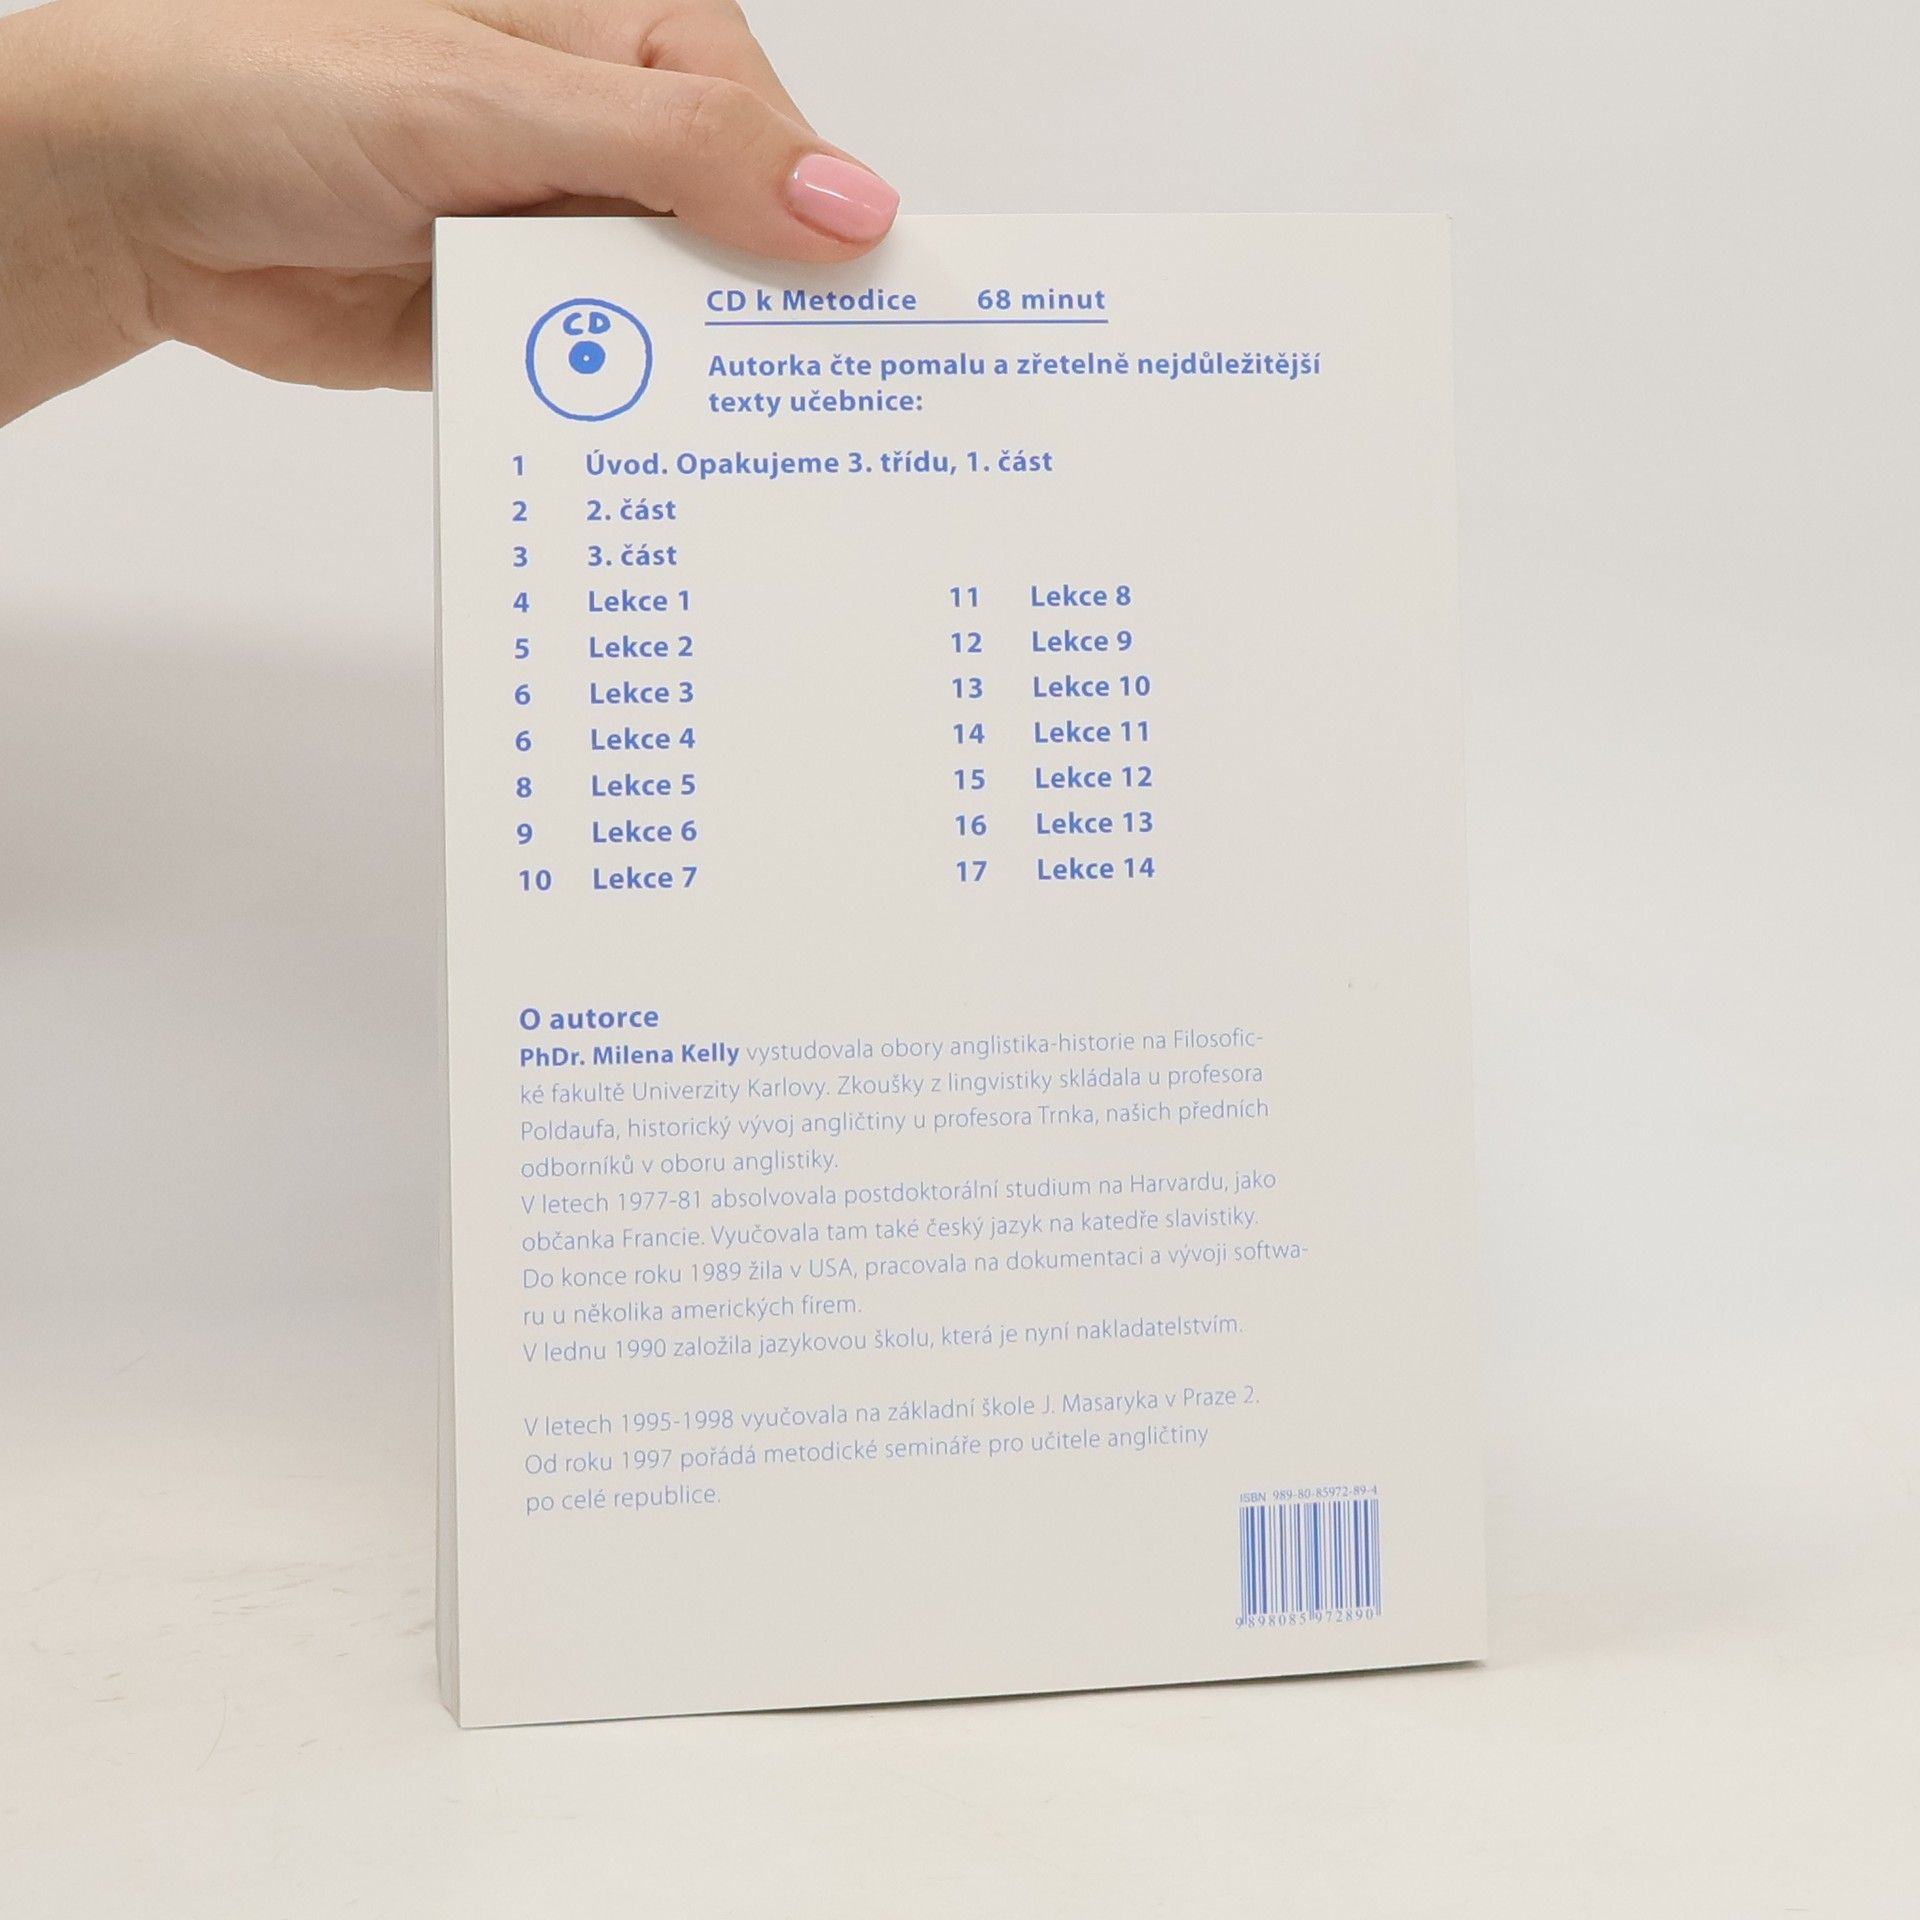 CD
CD k Metodice 68 minut
Autorka čte pomalu a zřetelně nejdůležitější
texty učebnice:
1 Úvod. Opakujeme 3. třídu, 1. část
2 2. část
3 3. část
4 Lekce 1
5 Lekce 2
6 Lekce 3
6 Lekce 4
8 Lekce 5
9 Lekce 6
10 Lekce 7
11 Lekce 8
12 Lekce 9
13 Lekce 10
14 Lekce 11
15 Lekce 12
16 Lekce 13
17 Lekce 14
O autorce
PhDr. Milena Kelly vystudovala obory anglistika-historie na Filosofic-
ké fakultě Univerzity Karlovy. Zkoušky z lingvistiky skládala u profesora
Poldaufa, historický vývoj angličtiny u profesora Trnka, našich předních
odborníků v oboru anglistiky.
V letech 1977-81 absolvovala postdoktorální studium na Harvardu, jako
občanka Francie. Vyučovala tam také český jazyk na katedře slavistiky.
Do konce roku 1989 žila v USA, pracovala na dokumentaci a vývoji softwa-
ru u několika amerických firem.
V lednu 1990 založila jazykovou školu, která je nyní nakladatelstvím.
V letech 1995-1998 vyučovala na základní škole J. Masaryka v Praze 2.
Od roku 1997 pořádá metodické semináře pro učitele angličtiny
po celé republice.
ISBN 989-80-85972-89-4
9898085972890